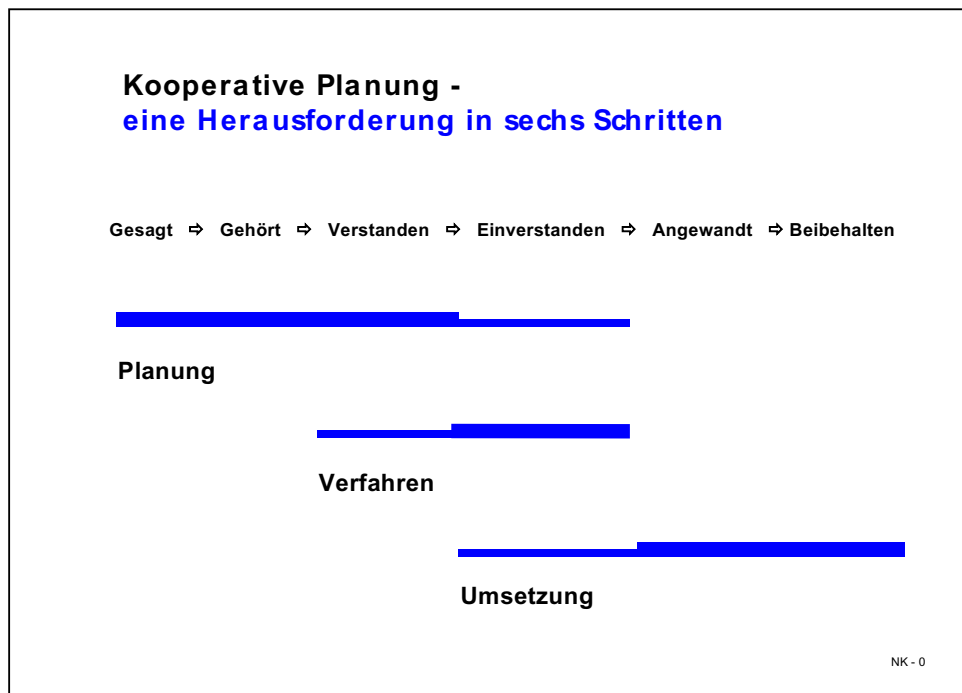 Kooperative Planung -
eine Herausforderung in sechs Schritten
Gesagt ⇨ Gehört ⇨ Verstanden ⇨ Einverstanden ⇨ Angewandt ⇨ Beibehalten
Planung
Verfahren
Umsetzung
NK - 0